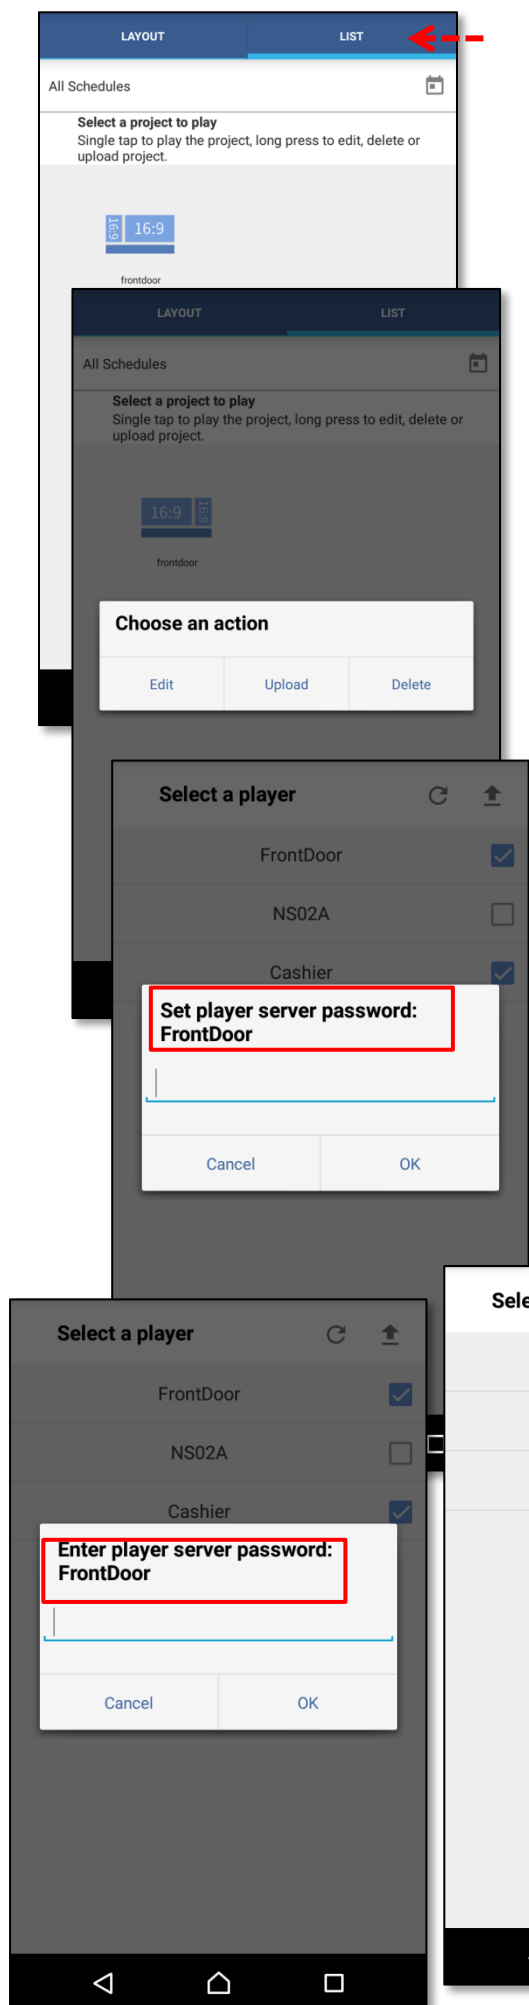 LAYOUT LIST
All Schedules
Select a project to play
Single tap to play the project, long press to edit, delete or
upload project.
16:9 16:9
frontdoor
LAYOUT LIST
All Schedules
Select a project to play
Single tap to play the project, long press to edit, delete or
upload project.
16:9 16:9
frontdoor
Choose an action
Edit Upload Delete
Select a player
FrontDoor
NS02A
Cashier
Set player server password:
FrontDoor
Cancel OK
Select a player
FrontDoor
NS02A
Cashier
Enter player server password:
FrontDoor
Cancel OK
Sele